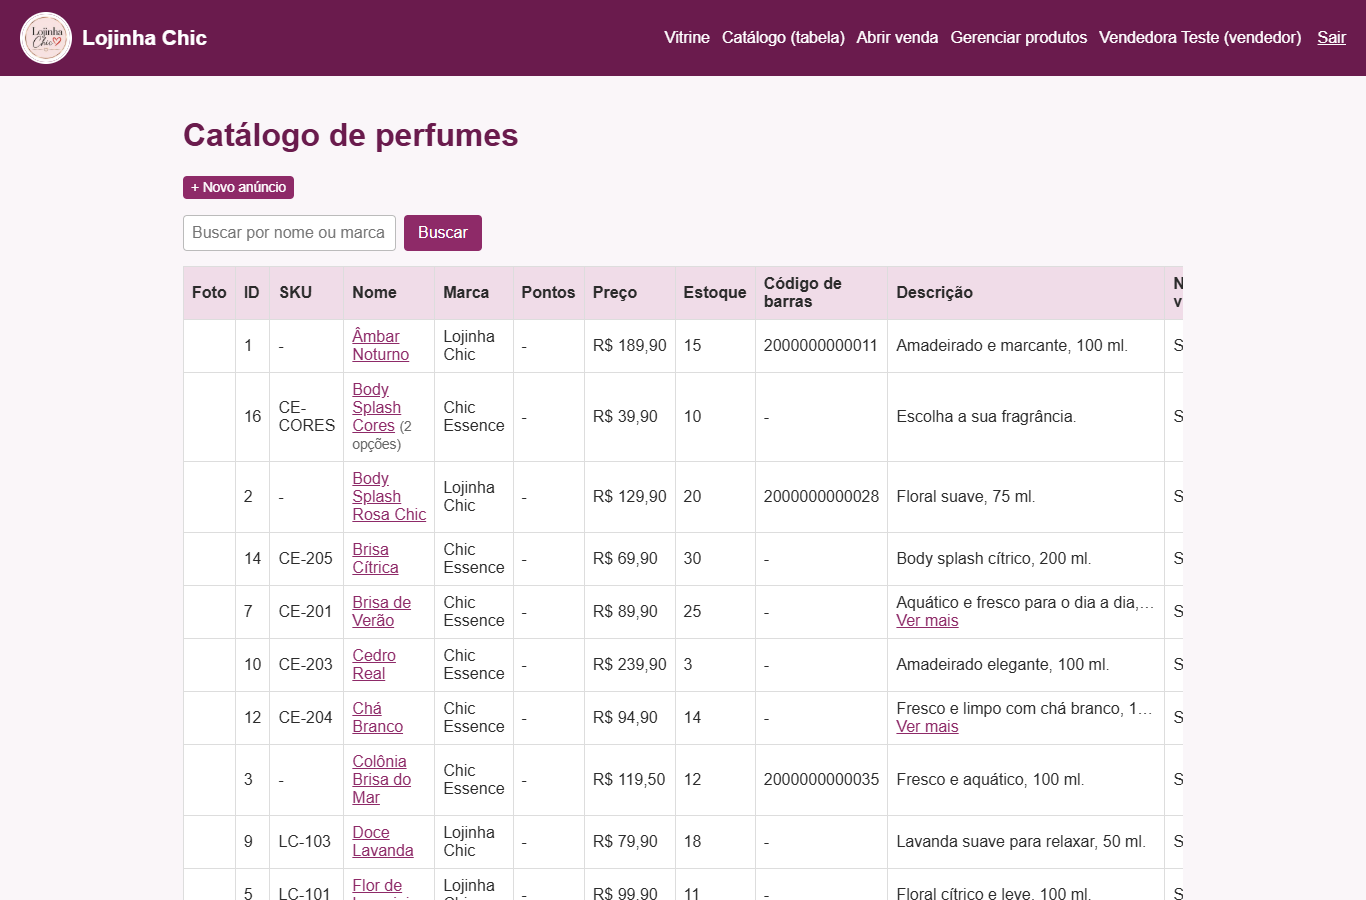 Lojinha Chic
Lojinha Chic
Vitrine Catálogo (tabela) Abrir venda Gerenciar produtos Vendedora Teste (vendedor) Sair
Catálogo de perfumes
+ Novo anúncio
Buscar por nome ou marca Buscar
Foto ID SKU Nome Marca Pontos Preço Estoque Código de barras Descrição
1 - Âmbar Noturno Lojinha Chic - R$ 189,90 15 2000000000011 Amadeirado e marcante, 100 ml. S
16 CE-CORES Body Splash Cores (2 opções) Chic Essence - R$ 39,90 10 - Escolha a sua fragrância. S
2 - Body Splash Rosa Chic Lojinha Chic - R$ 129,90 20 2000000000028 Floral suave, 75 ml. S
14 CE-205 Brisa Cítrica Chic Essence - R$ 69,90 30 - Body splash cítrico, 200 ml. S
7 CE-201 Brisa de Verão Chic Essence - R$ 89,90 25 - Aquático e fresco para o dia a dia,… Ver mais S
10 CE-203 Cedro Real Chic Essence - R$ 239,90 3 - Amadeirado elegante, 100 ml. S
12 CE-204 Chá Branco Chic Essence - R$ 94,90 14 - Fresco e limpo com chá branco, 1… Ver mais S
3 - Colônia Brisa do Mar Chic Essence - R$ 119,50 12 2000000000035 Fresco e aquático, 100 ml. S
9 LC-103 Doce Lavanda Lojinha Chic - R$ 79,90 18 - Lavanda suave para relaxar, 50 ml. S
5 LC-101 Flor de Lojinha - R$ 99,90 11 - Floral cítrico e leve, 100 ml. S